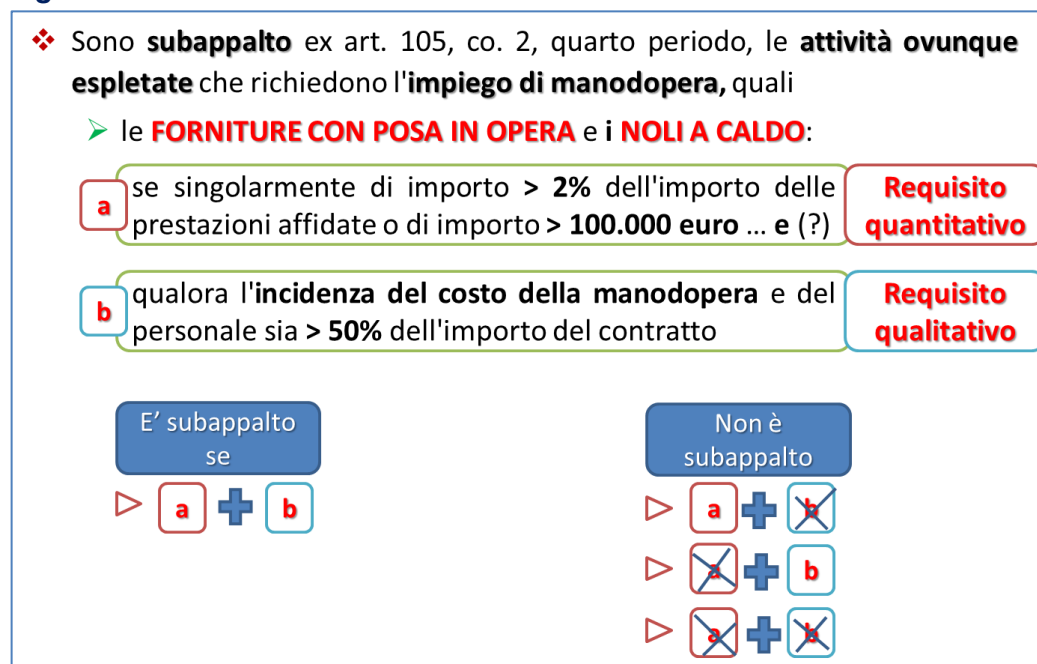 Sono subappalto ex art. 105, co. 2, quarto periodo, le attività ovunque
espletate che richiedono l'impiego di manodopera, quali
le FORNITURE CON POSA IN OPERA e i NOLI A CALDO:
a
se singolarmente di importo > 2% dell'importo delle
prestazioni affidate o di importo > 100.000 euro ... e (?)
Requisito
quantitativo
b
qualora l'incidenza del costo della manodopera e del
personale sia > 50% dell'importo del contratto
Requisito
qualitativo
E' subappalto
se
a b
Non è
subappalto
a b
a b
a b